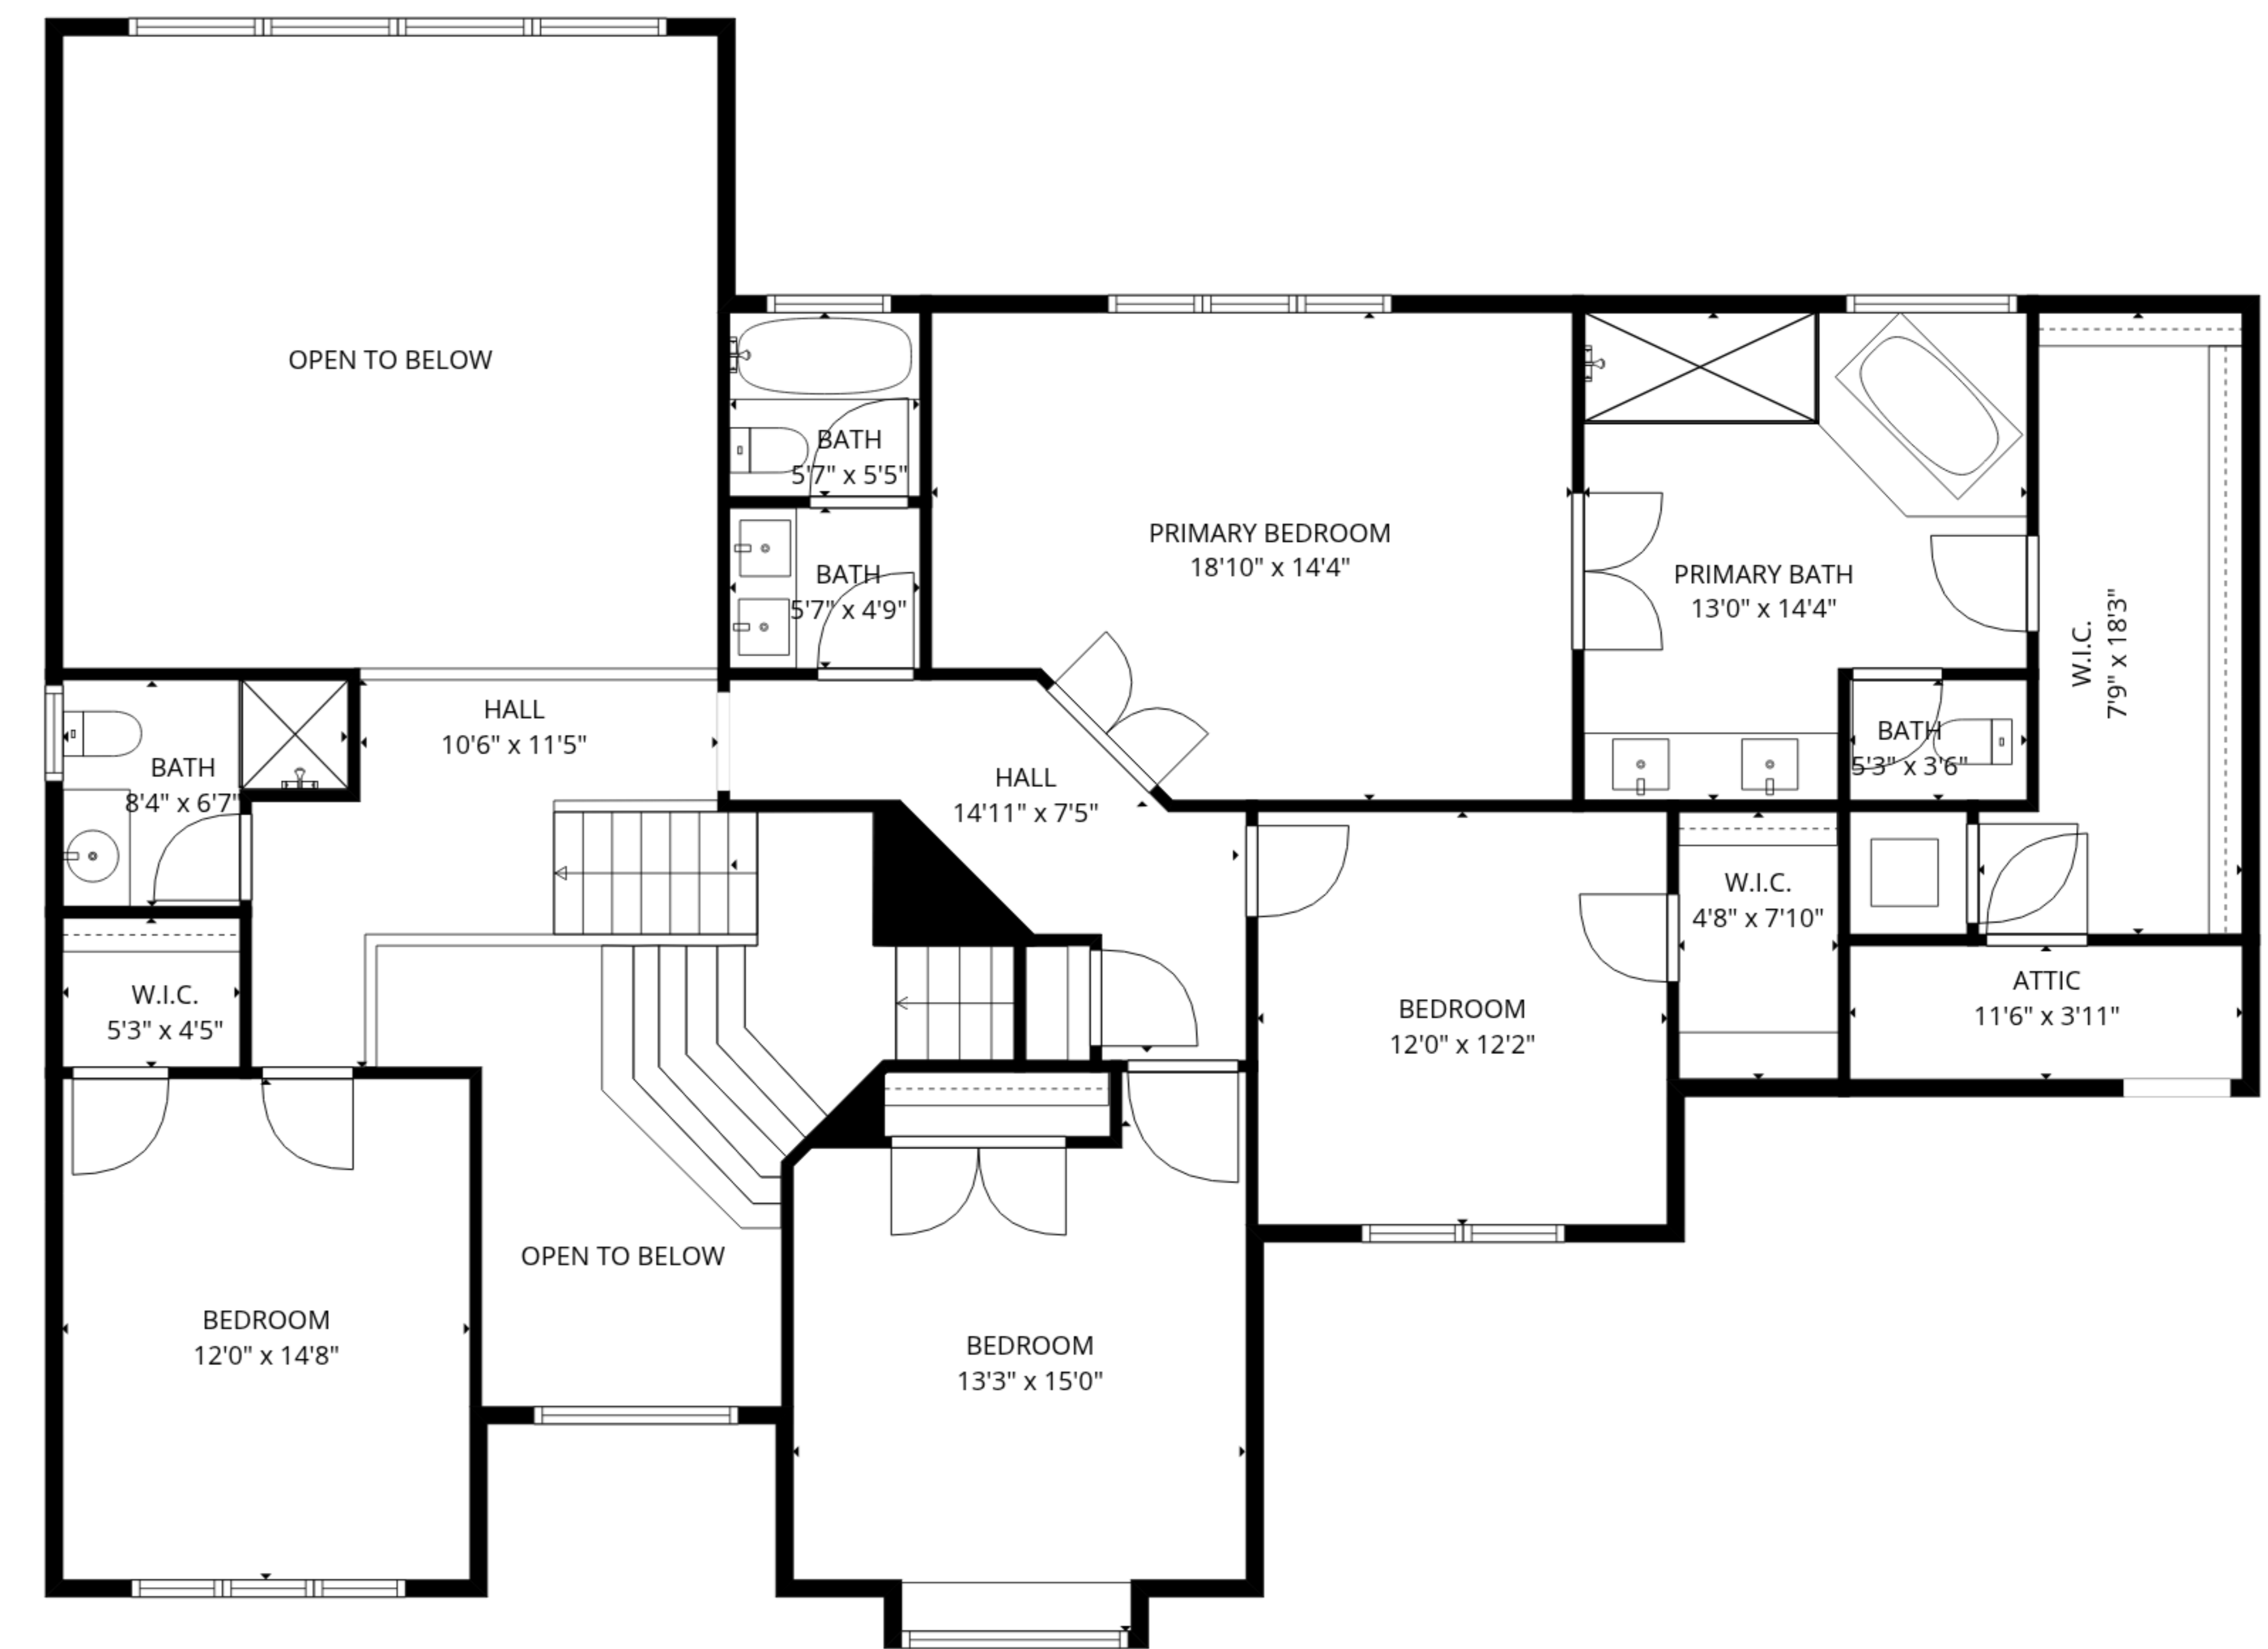 OPEN TO BELOW
BATH
5'7" x 5'5"
PRIMARY BEDROOM
18'10" x 14'4"
BATH
5'7" x 4'9"
PRIMARY BATH
13'0" x 14'4"
W.I.C.
7'9" x 18'3"
HALL
10'6" x 11'5"
BATH
8'4" x 6'7"
HALL
14'11" x 7'5"
BATH
5'3" x 3'6"
W.I.C.
4'8" x 7'10"
W.I.C.
5'3" x 4'5"
BEDROOM
12'0" x 12'2"
ATTIC
11'6" x 3'11"
OPEN TO BELOW
BEDROOM
12'0" x 14'8"
BEDROOM
13'3" x 15'0"